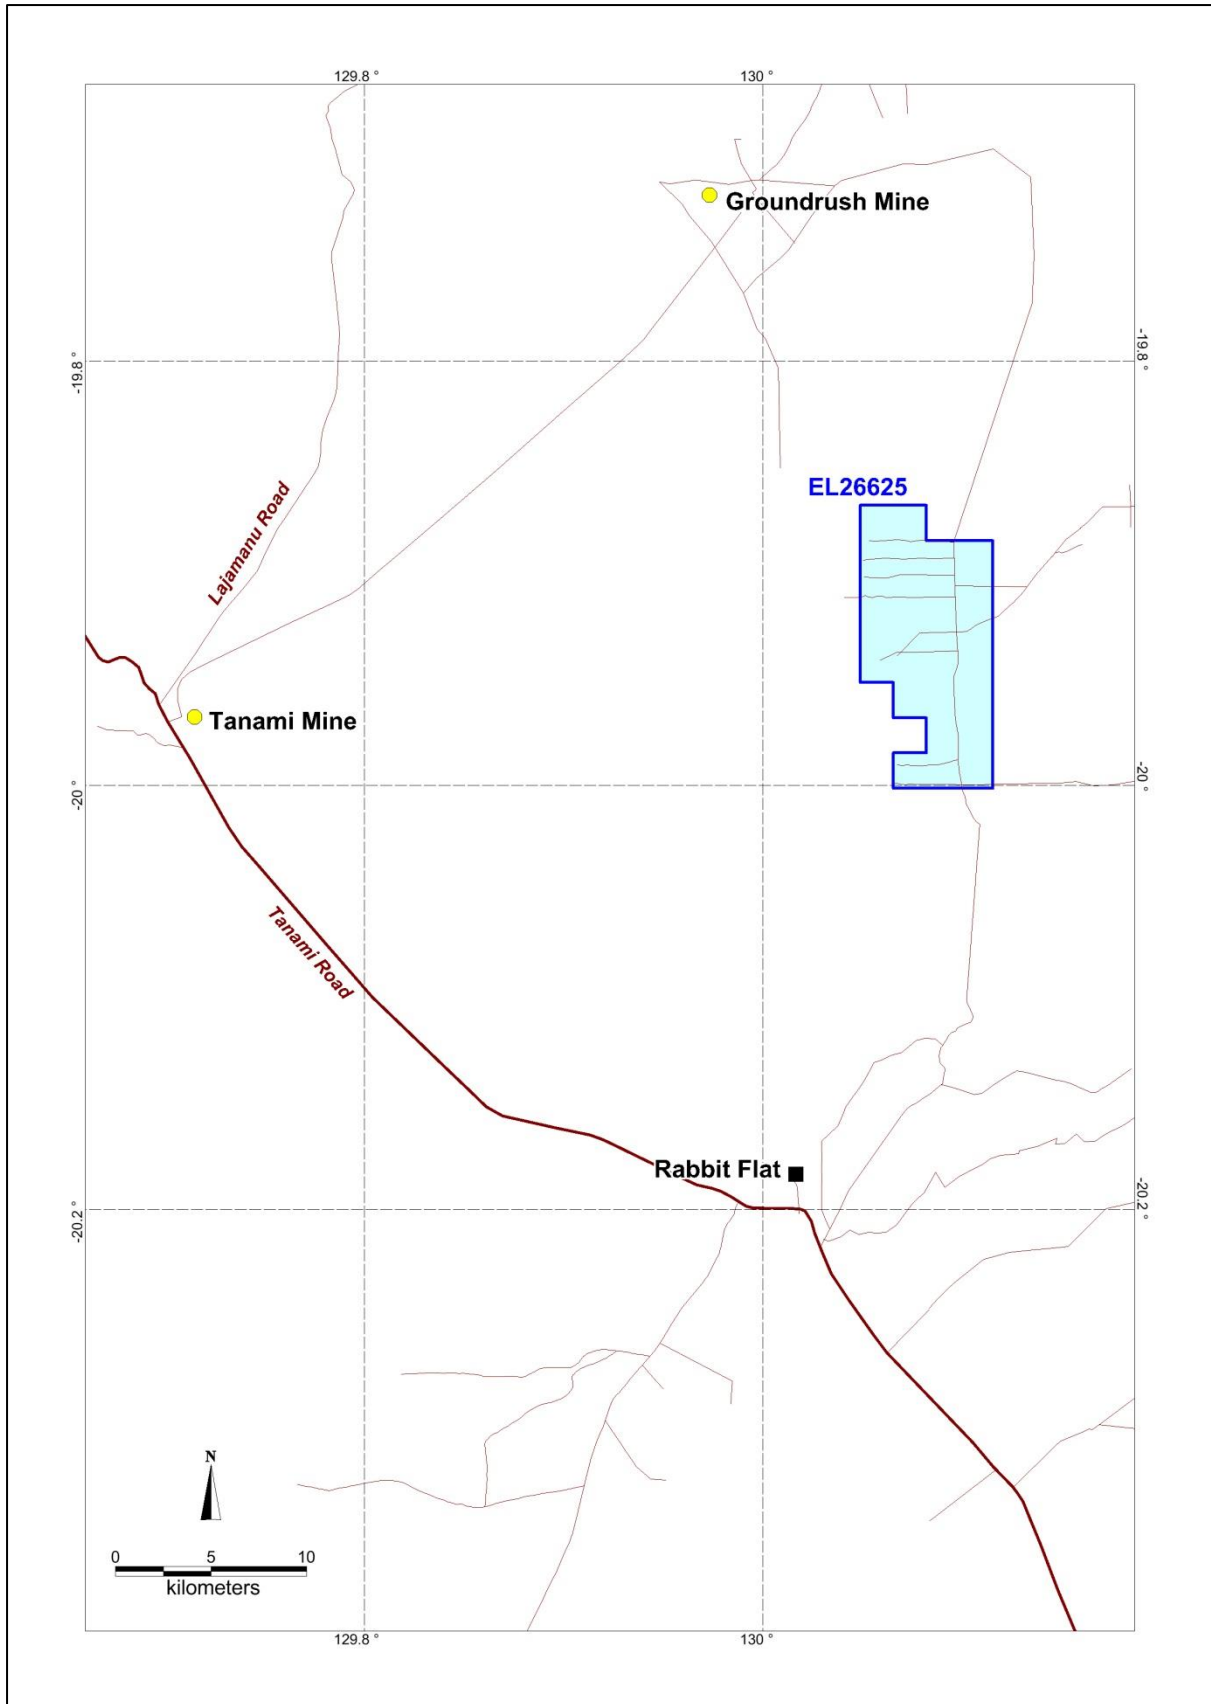 129.8 °
130 °
Groundrush Mine
-19.8 °
-19.8 °
EL26625
Lajamanu Road
Tanami Mine
-20 °
-20 °
Tanami Road
Rabbit Flat
-20.2 °
-20.2 °
N
0 5 10
kilometers
129.8 °
130 °